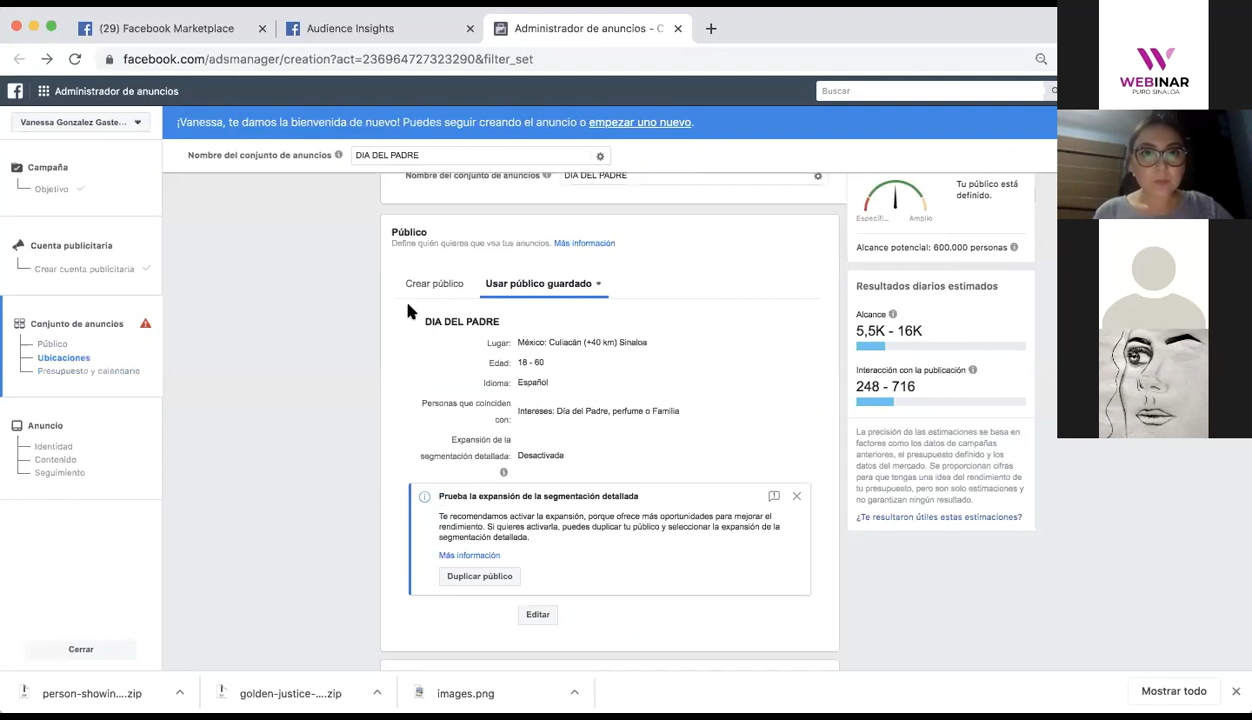 (29) Facebook Marketplace
Audience Insights
Administrador de anuncios - C
facebook.com/adsmanager/creation?act=236964727323290&filter_set
Administrador de anuncios
Buscar
Vanessa Gonzalez Gaste...
¡Vanessa, te damos la bienvenida de nuevo! Puedes seguir creando el anuncio o empezar uno nuevo.
Nombre del conjunto de anuncios
DIA DEL PADRE
Nombre del conjunto de anuncios
DIA DEL PADRE
Campaña
Objetivo
Cuenta publicitaria
Crear cuenta publicitaria
Conjunto de anuncios
Público
Ubicaciones
Presupuesto y calendario
Anuncio
Identidad
Contenido
Seguimiento
Cerrar
Público
Define quién quieres que vea tus anuncios. Más información
Crear público
Usar público guardado
DIA DEL PADRE
Lugar: México: Culiacán (+40 km) Sinaloa
Edad: 18 - 60
Idioma: Español
Personas que coinciden
con:
Intereses: Día del Padre, perfume o Familia
Expansión de la
segmentación detallada:
Desactivada
Prueba la expansión de la segmentación detallada
Te recomendamos activar la expansión, porque ofrece más oportunidades para mejorar el
rendimiento. Si quieres activarla, puedes duplicar tu público y seleccionar la expansión de la
segmentación detallada.
Más información
Duplicar público
Editar
Tu público está
definido.
Específi...
Amplio
Alcance potencial: 600.000 personas
Resultados diarios estimados
Alcance
5,5K - 16K
Interacción con la publicación
248 - 716
La precisión de las estimaciones se basa en
factores como los datos de campañas
anteriores, el presupuesto definido y los
datos del mercado. Se proporcionan cifras
para que tengas una idea del rendimiento de
tu presupuesto, pero son solo estimaciones y
no garantizan ningún resultado.
¿Te resultaron útiles estas estimaciones?
WEBINAR
PURO SINALOA
person-showin....zip
golden-justice-....zip
images.png
Mostrar todo